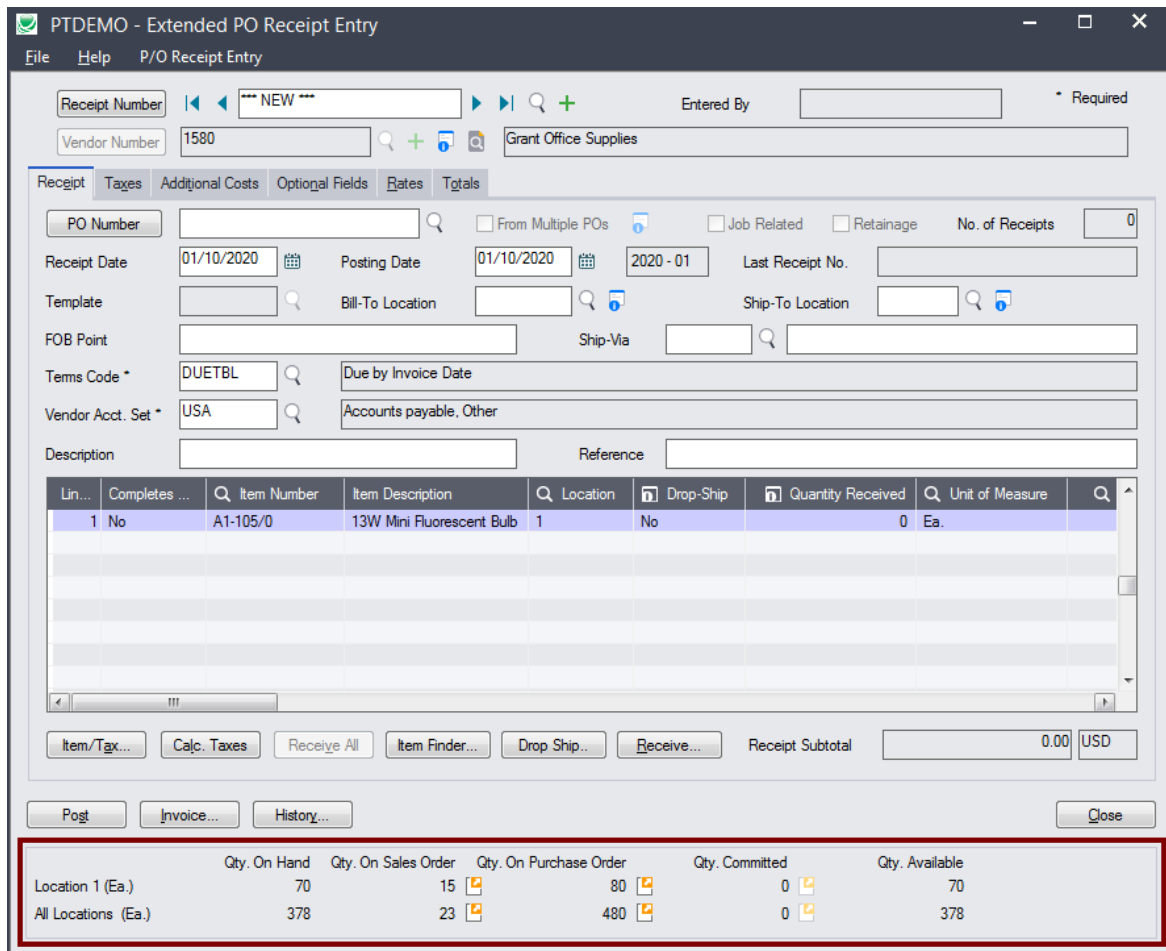 PTDEMO - Extended PO Receipt Entry
File Help P/O Receipt Entry
Receipt Number *** NEW *** Entered By * Required
Vendor Number 1580 Grant Office Supplies
Receipt Taxes Additional Costs Optional Fields Rates Totals
PO Number From Multiple POs Job Related Retainage No. of Receipts 0
Receipt Date 01/10/2020 Posting Date 01/10/2020 2020 - 01 Last Receipt No.
Template Bill-To Location Ship-To Location
FOB Point Ship-Via
Terms Code * DUETBL Due by Invoice Date
Vendor Acct. Set * USA Accounts payable, Other
Description Reference
Lin... Completes ... Item Number Item Description Location Drop-Ship Quantity Received Unit of Measure
1 No A1-105/0 13W Mini Fluorescent Bulb 1 No 0 Ea.
Item/Tax... Calc. Taxes Receive All Item Finder... Drop Ship.. Receive... Receipt Subtotal 0.00 USD
Post Invoice... History... Close
Qty. On Hand Qty. On Sales Order Qty. On Purchase Order Qty. Committed Qty. Available
Location 1 (Ea.) 70 15 80 0 70
All Locations (Ea.) 378 23 480 0 378